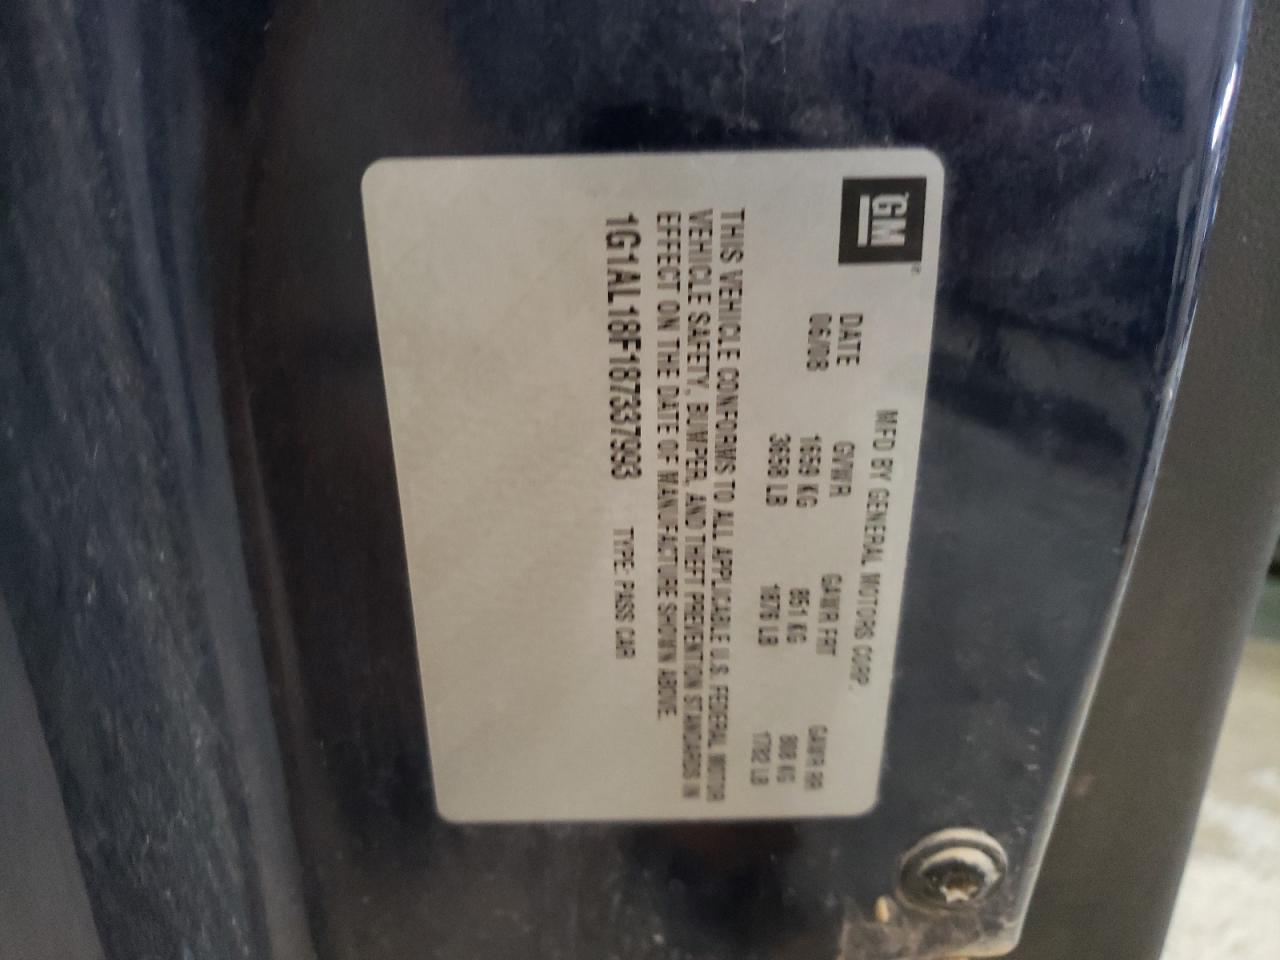 GM
MFD BY GENERAL MOTORS CORP.
DATE GVWR GAWR FRT GAWR RR
06/08 1659 KG 851 KG 808 KG
3658 LB 1876 LB 1782 LB
THIS VEHICLE CONFORMS TO ALL APPLICABLE U.S. FEDERAL MOTOR
VEHICLE SAFETY, BUMPER, AND THEFT PREVENTION STANDARDS IN
EFFECT ON THE DATE OF MANUFACTURE SHOWN ABOVE.
1G1AL18F187337993 TYPE: PASS CAR